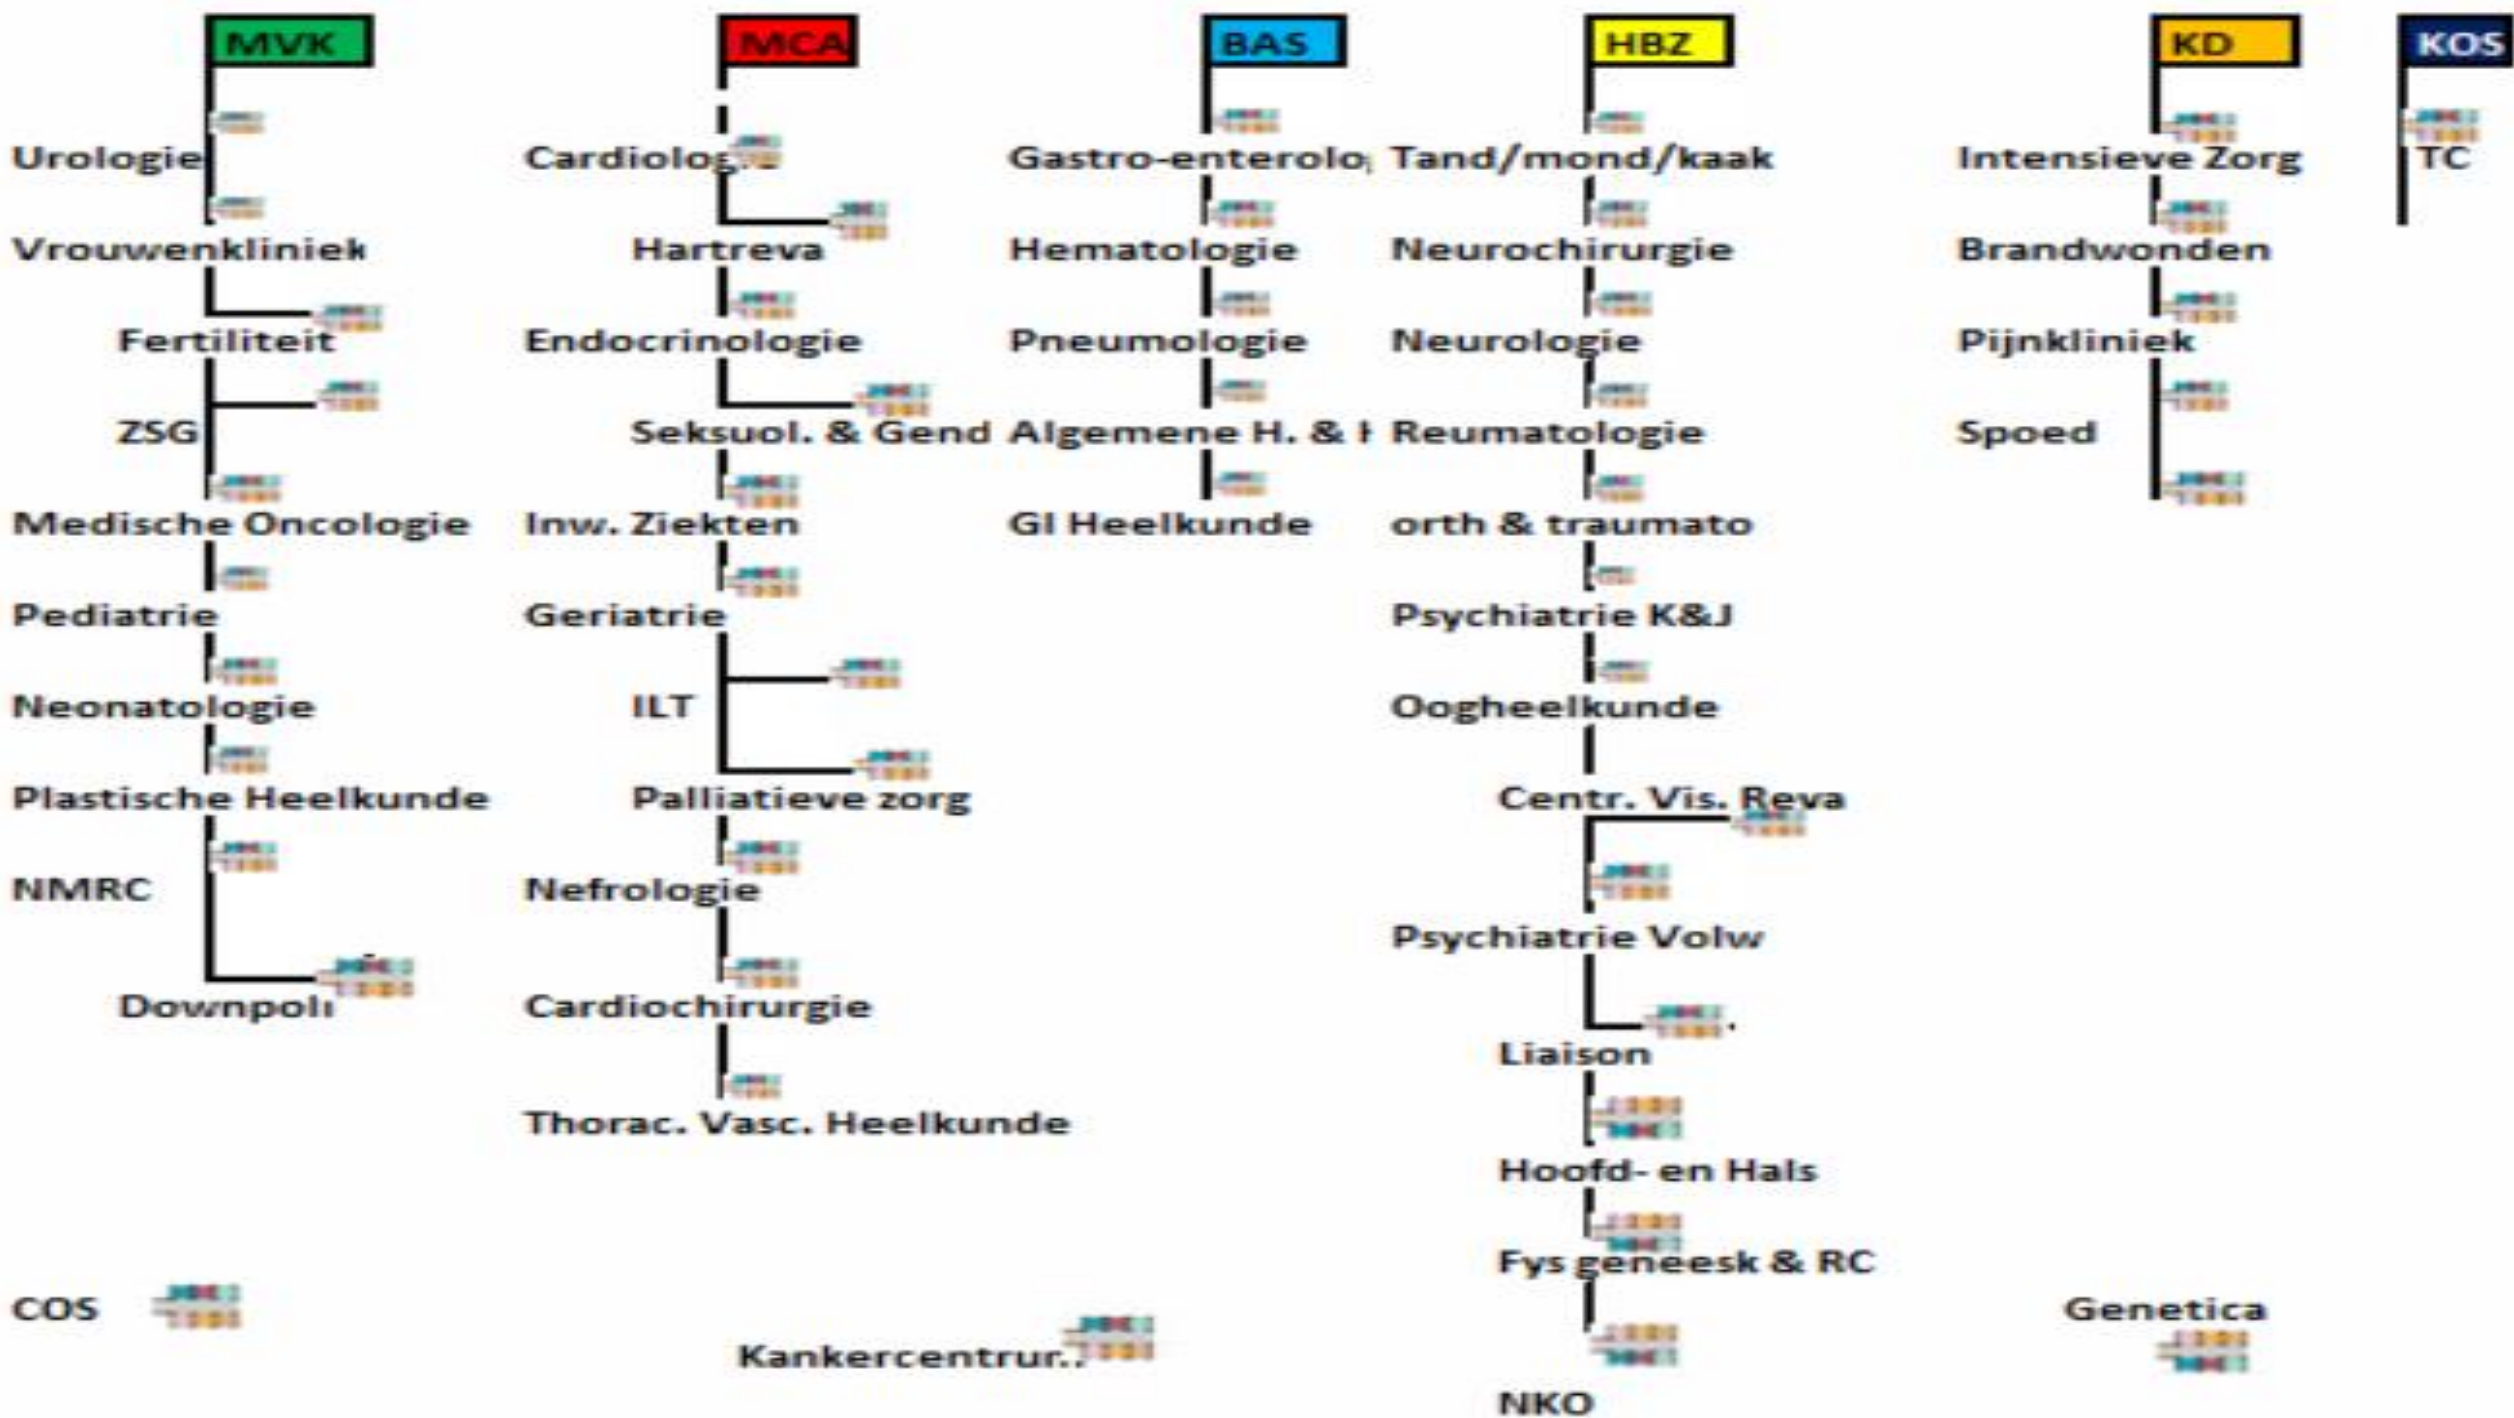 MVK
Urologie
Vrouwenkliniek
Fertiliteit
ZSG
Medische Oncologie
Pediatrie
Neonatologie
Plastische Heelkunde
NMRC
Downpoli
COS
MCA
Cardiolog
Hartreva
Endocrinologie
Seksuol. & Gend
Inw. Ziekten
Geriatrie
ILT
Palliatieve zorg
Nefrologie
Cardiochirurgie
Thorac. Vasc. Heelkunde
BAS
Gastro-enterolo
Hematologie
Pneumologie
Algemene H. &
GI Heelkunde
HBZ
Tand/mond/kaak
Neurochirurgie
Neurologie
Reumatologie
orth & traumato
Psychiatrie K&J
Oogheelkunde
Centr. Vis. Reva
Psychiatrie Volw
Liaison
Hoofd- en Hals
Fys geneesk & RC
NKO
KD
Intensieve Zorg
Brandwonden
Pijnkliniek
Spoed
KOS
TC
Genetica